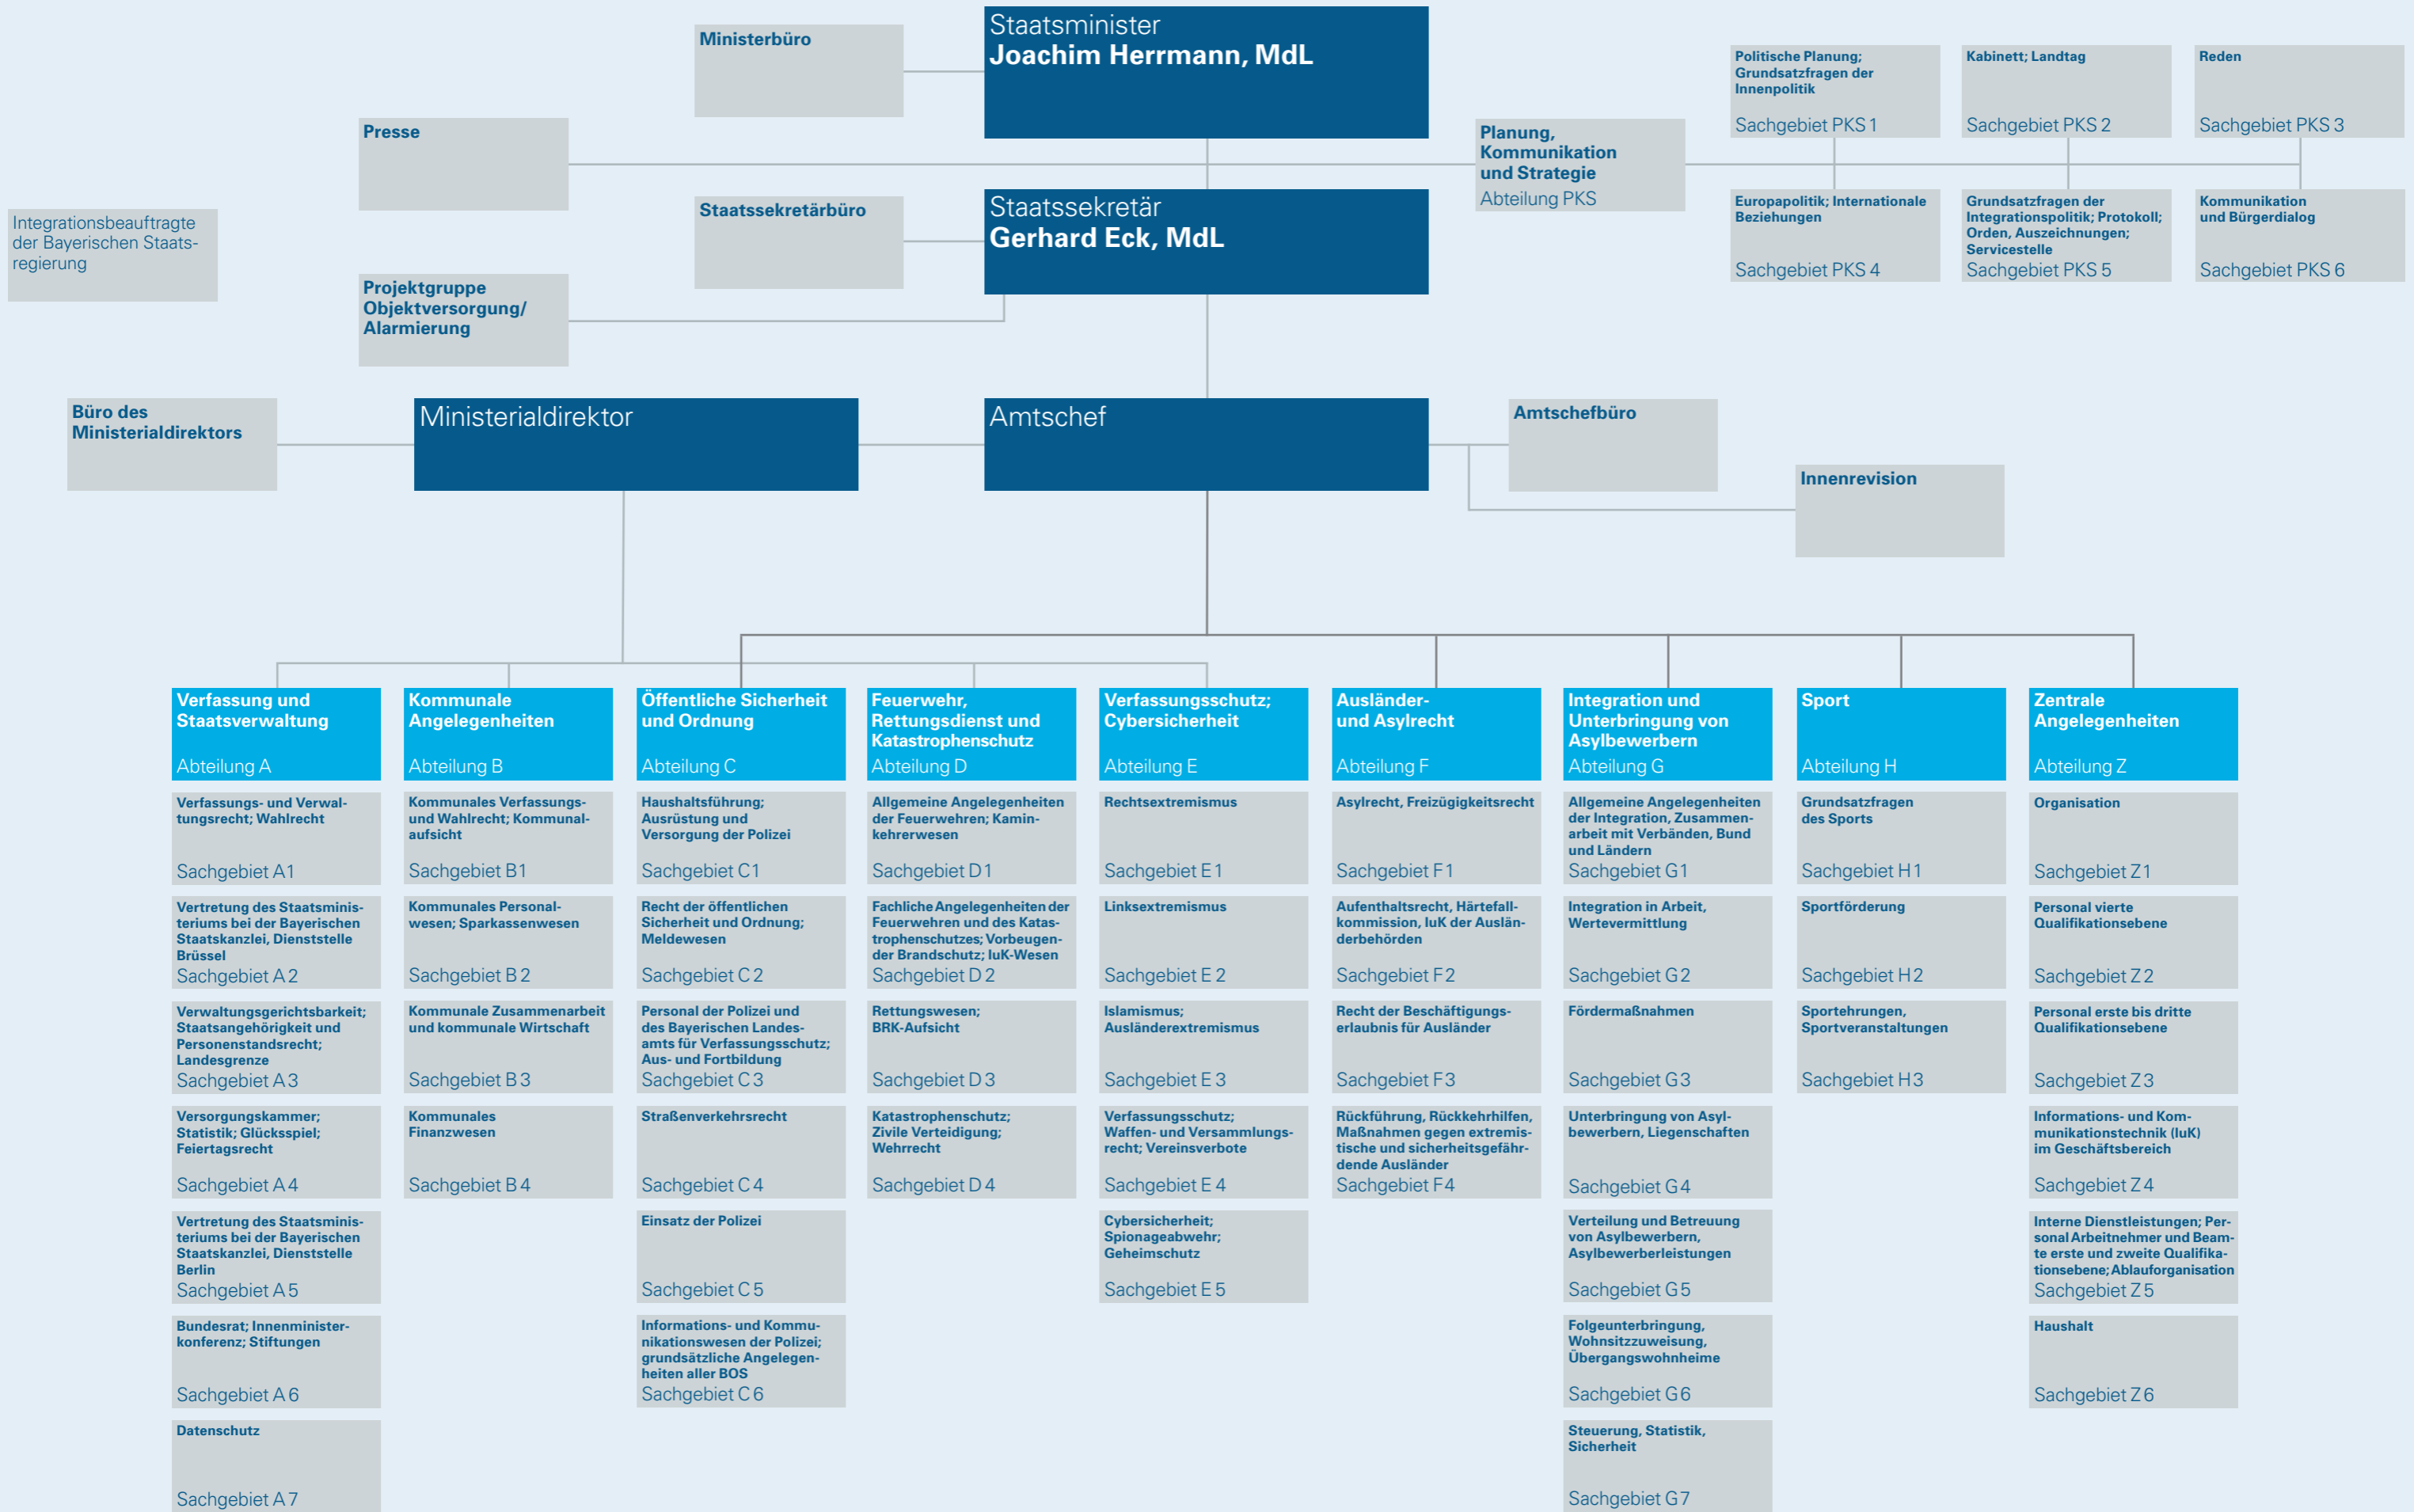 Staatsminister
Joachim Herrmann, MdL
Ministerbüro
Presse
Planung,
Kommunikation
und Strategie
Abteilung PKS
Politische Planung;
Grundsatzfragen der
Innenpolitik
Sachgebiet PKS 1
Kabinett; Landtag
Sachgebiet PKS 2
Reden
Sachgebiet PKS 3
Europapolitik; Internationale
Beziehungen
Sachgebiet PKS 4
Grundsatzfragen der
Integrationspolitik; Protokoll;
Orden, Auszeichnungen;
Servicestelle
Sachgebiet PKS 5
Kommunikation
und Bürgerdialog
Sachgebiet PKS 6
Staatssekretär
Gerhard Eck, MdL
Staatssekretärbüro
Integrationsbeauftragte
der Bayerischen Staats-
regierung
Projektgruppe
Objektversorgung/
Alarmierung
Büro des
Ministerialdirektors
Ministerialdirektor
Amtschef
Amtschefbüro
Innenrevision
Verfassung und
Staatsverwaltung
Abteilung A
Verfassungs- und Verwal-
tungsrecht; Wahlrecht
Sachgebiet A 1
Vertretung des Staatsminis-
teriums bei der Bayerischen
Staatskanzlei, Dienststelle
Brüssel
Sachgebiet A 2
Verwaltungsgerichtsbarkeit;
Staatsangehörigkeit und
Personenstandsrecht;
Landesgrenze
Sachgebiet A 3
Versorgungskammer;
Statistik; Glücksspiel;
Feiertagsrecht
Sachgebiet A 4
Vertretung des Staatsminis-
teriums bei der Bayerischen
Staatskanzlei, Dienststelle
Berlin
Sachgebiet A 5
Bundesrat; Innenminister-
konferenz; Stiftungen
Sachgebiet A 6
Datenschutz
Sachgebiet A 7
Kommunale
Angelegenheiten
Abteilung B
Kommunales Verfassungs-
und Wahlrecht; Kommunal-
aufsicht
Sachgebiet B 1
Kommunales Personal-
wesen; Sparkassenwesen
Sachgebiet B 2
Kommunale Zusammenarbeit
und kommunale Wirtschaft
Sachgebiet B 3
Kommunales
Finanzwesen
Sachgebiet B 4
Öffentliche Sicherheit
und Ordnung
Abteilung C
Haushaltsführung;
Ausrüstung und
Versorgung der Polizei
Sachgebiet C 1
Recht der öffentlichen
Sicherheit und Ordnung;
Meldewesen
Sachgebiet C 2
Personal der Polizei und
des Bayerischen Landes-
amts für Verfassungsschutz;
Aus- und Fortbildung
Sachgebiet C 3
Straßenverkehrsrecht
Sachgebiet C 4
Einsatz der Polizei
Sachgebiet C 5
Informations- und Kommu-
nikationswesen der Polizei;
grundsätzliche Angelegen-
heiten aller BOS
Sachgebiet C 6
Feuerwehr,
Rettungsdienst und
Katastrophenschutz
Abteilung D
Allgemeine Angelegenheiten
der Feuerwehren; Kamin-
kehrerwesen
Sachgebiet D 1
Fachliche Angelegenheiten der
Feuerwehren und des Katas-
trophenschutzes; Vorbeugen-
der Brandschutz; IuK-Wesen
Sachgebiet D 2
Rettungswesen;
BRK-Aufsicht
Sachgebiet D 3
Katastrophenschutz;
Zivile Verteidigung;
Wehrrecht
Sachgebiet D 4
Verfassungsschutz;
Cybersicherheit
Abteilung E
Rechtsextremismus
Sachgebiet E 1
Linksextremismus
Sachgebiet E 2
Islamismus;
Ausländerextremismus
Sachgebiet E 3
Verfassungsschutz;
Waffen- und Versammlungs-
recht; Vereinsverbote
Sachgebiet E 4
Cybersicherheit;
Spionageabwehr;
Geheimschutz
Sachgebiet E 5
Ausländer-
und Asylrecht
Abteilung F
Asylrecht, Freizügigkeitsrecht
Sachgebiet F 1
Aufenthaltsrecht, Härtefall-
kommission, IuK der Auslän-
derbehörden
Sachgebiet F 2
Recht der Beschäftigungs-
erlaubnis für Ausländer
Sachgebiet F 3
Rückführung, Rückkehrhilfen,
Maßnahmen gegen extremis-
tische und sicherheitsgefähr-
dende Ausländer
Sachgebiet F 4
Integration und
Unterbringung von
Asylbewerbern
Abteilung G
Allgemeine Angelegenheiten
der Integration, Zusammen-
arbeit mit Verbänden, Bund
und Ländern
Sachgebiet G 1
Integration in Arbeit,
Wertevermittlung
Sachgebiet G 2
Fördermaßnahmen
Sachgebiet G 3
Unterbringung von Asyl-
bewerbern, Liegenschaften
Sachgebiet G 4
Verteilung und Betreuung
von Asylbewerbern,
Asylbewerberleistungen
Sachgebiet G 5
Folgeunterbringung,
Wohnsitzzuweisung,
Übergangswohnheime
Sachgebiet G 6
Steuerung, Statistik,
Sicherheit
Sachgebiet G 7
Sport
Abteilung H
Grundsatzfragen
des Sports
Sachgebiet H 1
Sportförderung
Sachgebiet H 2
Sportehrungen,
Sportveranstaltungen
Sachgebiet H 3
Zentrale
Angelegenheiten
Abteilung Z
Organisation
Sachgebiet Z 1
Personal vierte
Qualifikationsebene
Sachgebiet Z 2
Personal erste bis dritte
Qualifikationsebene
Sachgebiet Z 3
Informations- und Kom-
munikationstechnik (IuK)
im Geschäftsbereich
Sachgebiet Z 4
Interne Dienstleistungen; Per-
sonal Arbeitnehmer und Beam-
te erste und zweite Qualifika-
tionsebene; Ablauforganisation
Sachgebiet Z 5
Haushalt
Sachgebiet Z 6